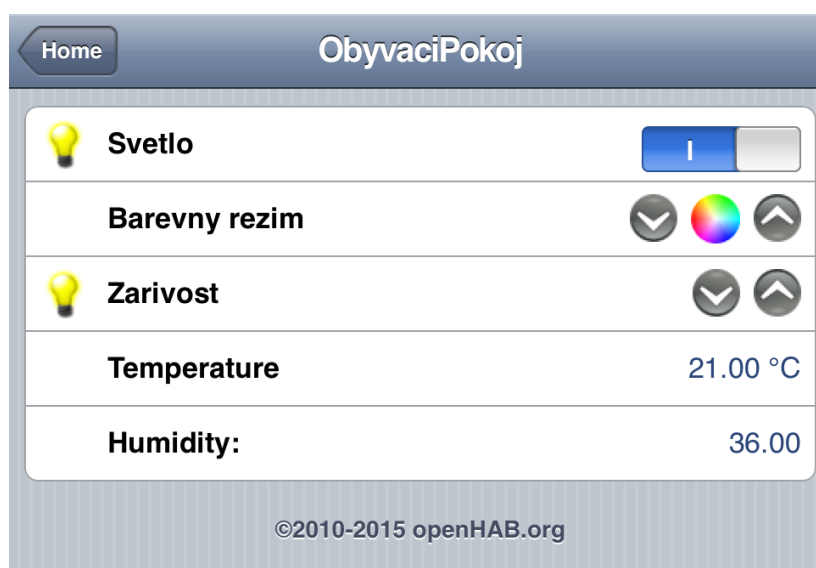 Home ObyvaciPokoj
Svetlo I
Barevny rezim
Zarivost
Temperature 21.00 °C
Humidity: 36.00
©2010-2015 openHAB.org